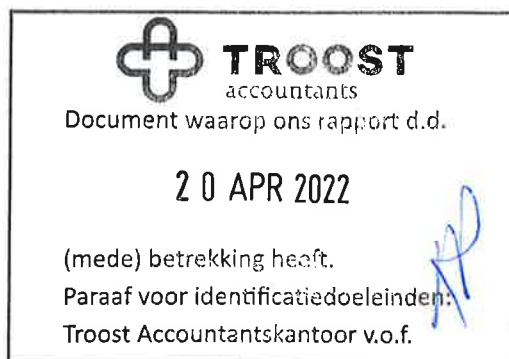 TROOST
accountants
Document waarop ons rapport d.d.
20 APR 2022
(mede) betrekking heeft.
Paraaf voor identificatiedoeleinden:
Troost Accountantskantoor v.o.f.